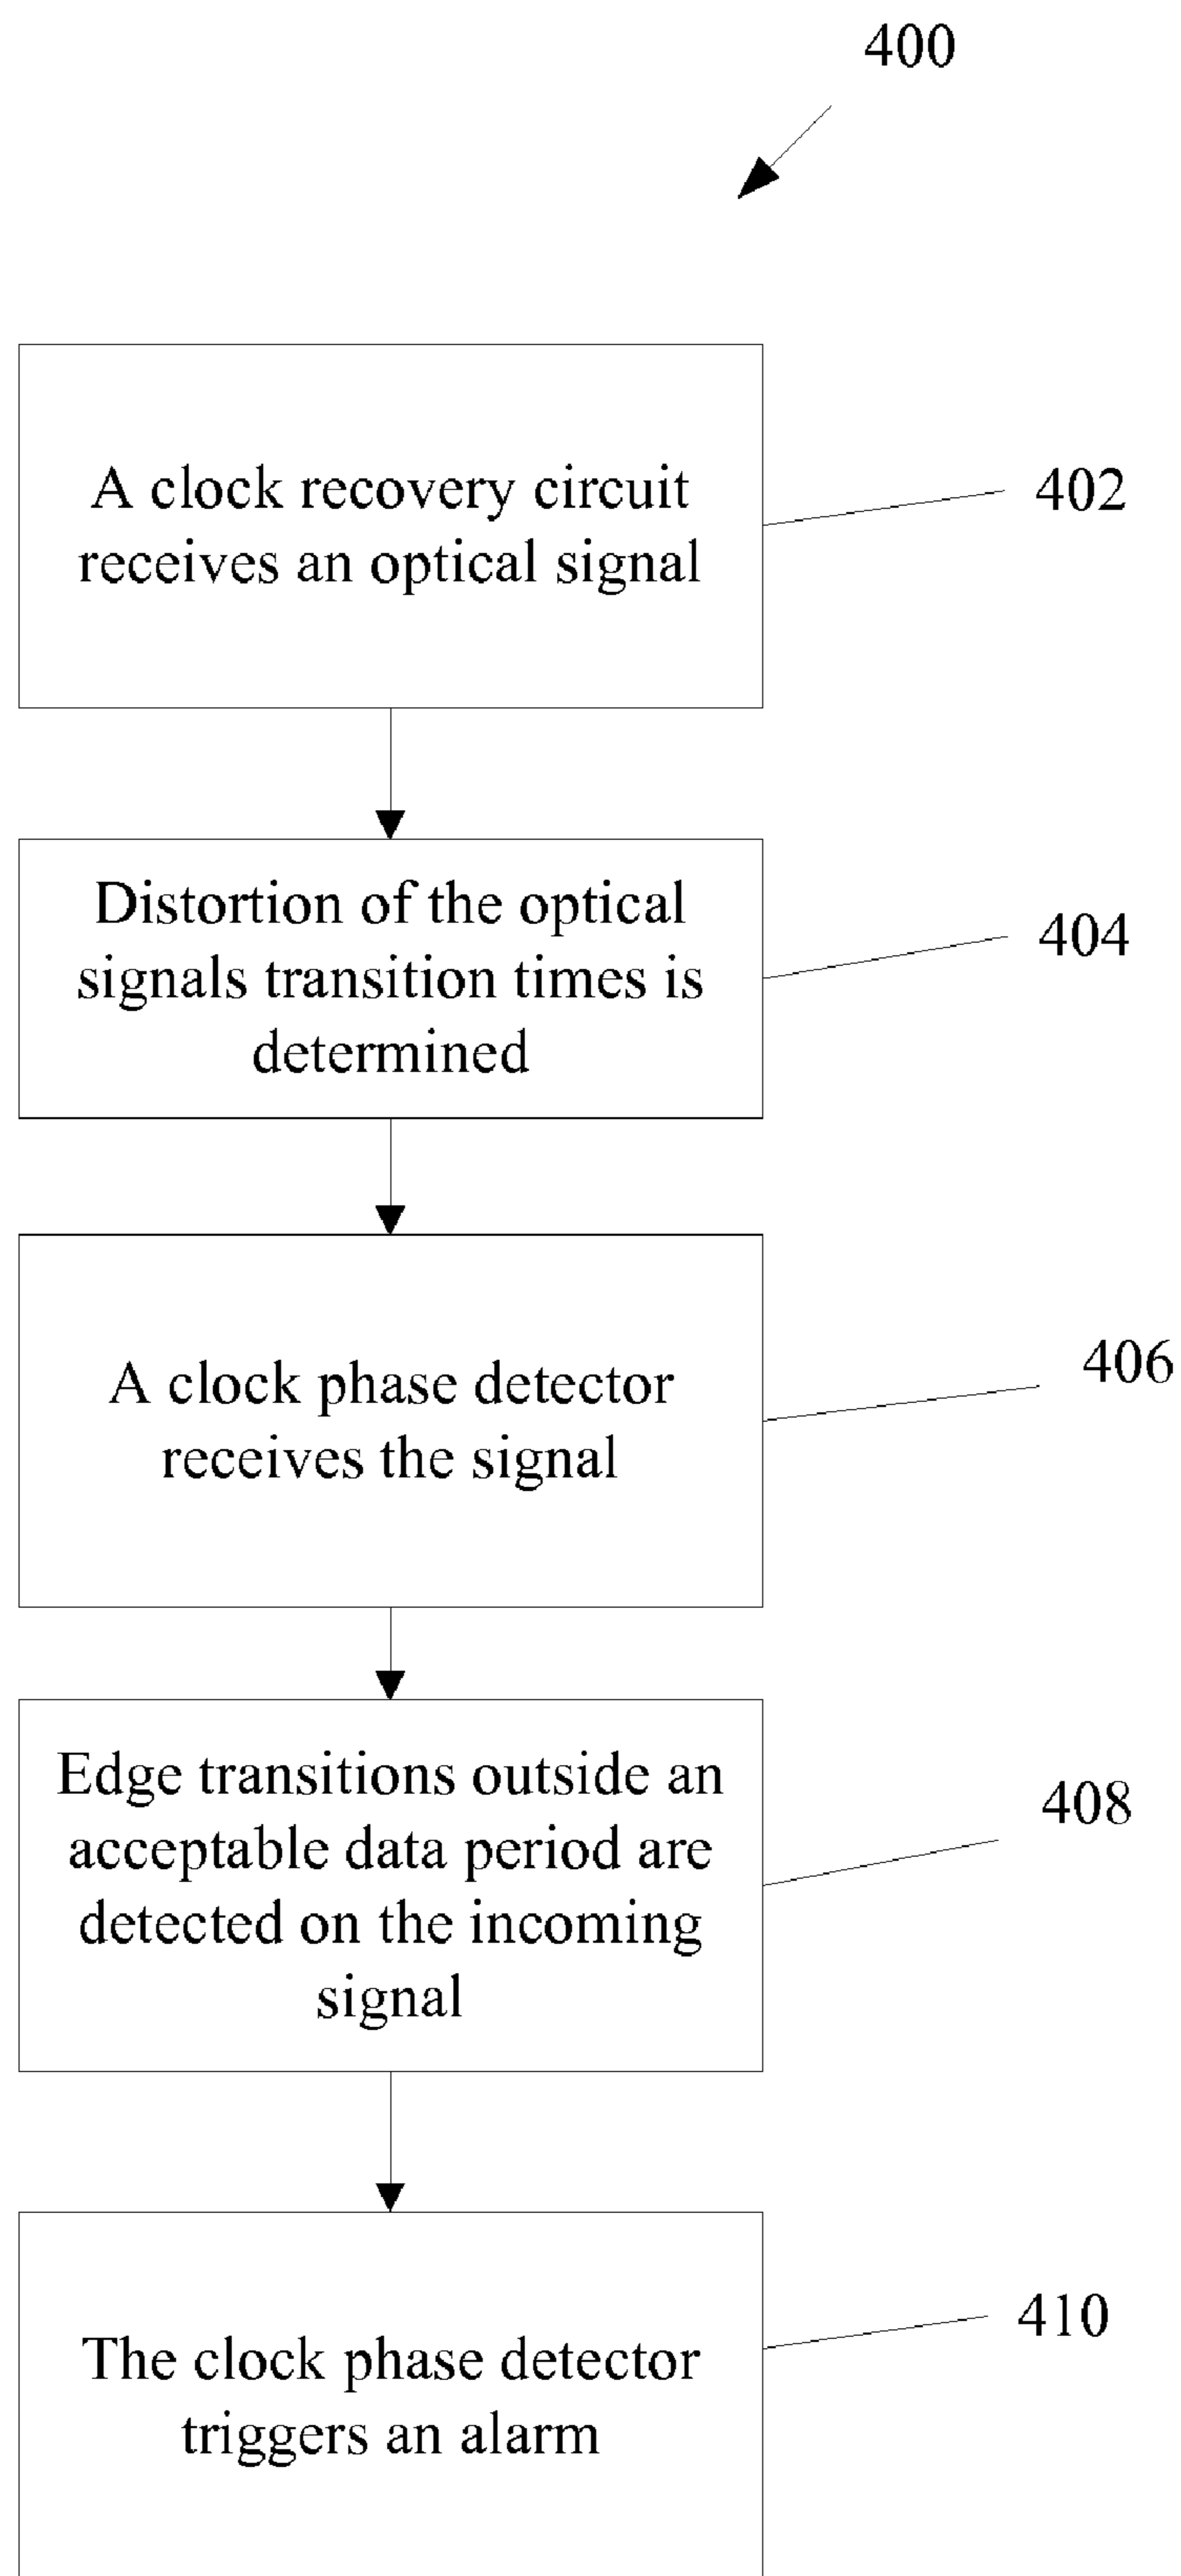 400
A clock recovery circuit
receives an optical signal
402
Distortion of the optical
signals transition times is
determined
404
A clock phase detector
receives the signal
406
Edge transitions outside an
acceptable data period are
detected on the incoming
signal
408
The clock phase detector
triggers an alarm
410